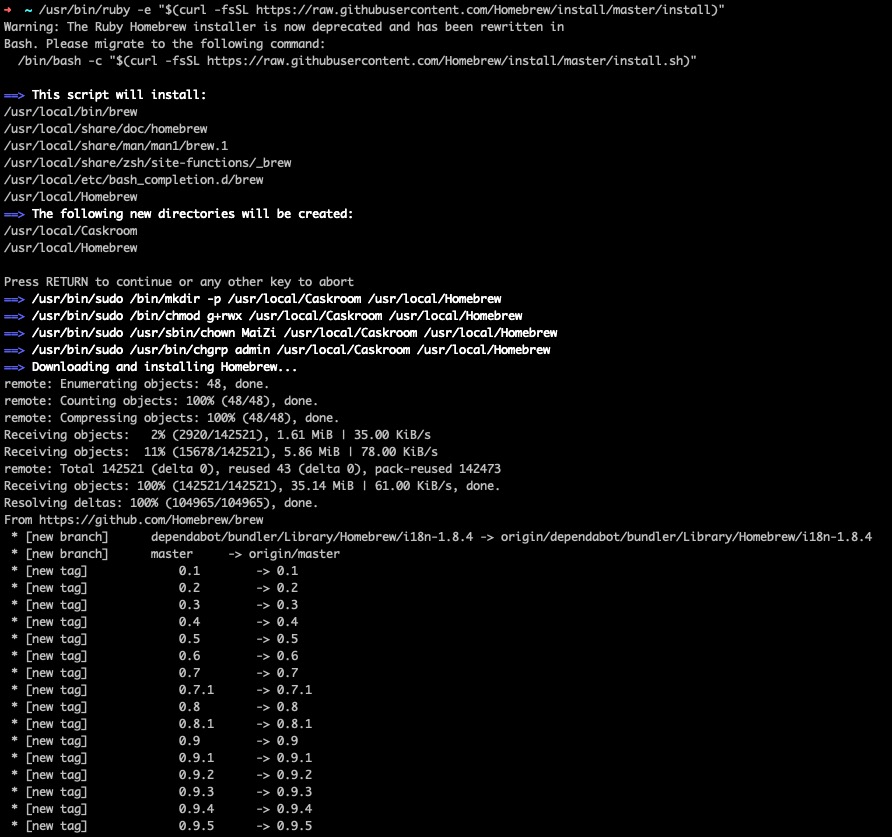 ➜  ~ /usr/bin/ruby -e "$(curl -fsSL https://raw.githubusercontent.com/Homebrew/install/master/install)"
Warning: The Ruby Homebrew installer is now deprecated and has been rewritten in
Bash. Please migrate to the following command:
  /bin/bash -c "$(curl -fsSL https://raw.githubusercontent.com/Homebrew/install/master/install.sh)"

==> This script will install:
/usr/local/bin/brew
/usr/local/share/doc/homebrew
/usr/local/share/man/man1/brew.1
/usr/local/share/zsh/site-functions/_brew
/usr/local/etc/bash_completion.d/brew
/usr/local/Homebrew
==> The following new directories will be created:
/usr/local/Caskroom
/usr/local/Homebrew

Press RETURN to continue or any other key to abort
==> /usr/bin/sudo /bin/mkdir -p /usr/local/Caskroom /usr/local/Homebrew
==> /usr/bin/sudo /bin/chmod g+rwx /usr/local/Caskroom /usr/local/Homebrew
==> /usr/bin/sudo /usr/sbin/chown MaiZi /usr/local/Caskroom /usr/local/Homebrew
==> /usr/bin/sudo /usr/bin/chgrp admin /usr/local/Caskroom /usr/local/Homebrew
==> Downloading and installing Homebrew...
remote: Enumerating objects: 48, done.
remote: Counting objects: 100% (48/48), done.
remote: Compressing objects: 100% (48/48), done.
Receiving objects:   2% (2920/142521), 1.61 MiB | 35.00 KiB/s
Receiving objects:  11% (15678/142521), 5.86 MiB | 78.00 KiB/s
remote: Total 142521 (delta 0), reused 43 (delta 0), pack-reused 142473
Receiving objects: 100% (142521/142521), 35.14 MiB | 61.00 KiB/s, done.
Resolving deltas: 100% (104965/104965), done.
From https://github.com/Homebrew/brew
 * [new branch]      dependabot/bundler/Library/Homebrew/i18n-1.8.4 -> origin/dependabot/bundler/Library/Homebrew/i18n-1.8.4
 * [new branch]      master     -> origin/master
 * [new tag]             0.1        -> 0.1
 * [new tag]             0.2        -> 0.2
 * [new tag]             0.3        -> 0.3
 * [new tag]             0.4        -> 0.4
 * [new tag]             0.5        -> 0.5
 * [new tag]             0.6        -> 0.6
 * [new tag]             0.7        -> 0.7
 * [new tag]             0.7.1      -> 0.7.1
 * [new tag]             0.8        -> 0.8
 * [new tag]             0.8.1      -> 0.8.1
 * [new tag]             0.9        -> 0.9
 * [new tag]             0.9.1      -> 0.9.1
 * [new tag]             0.9.2      -> 0.9.2
 * [new tag]             0.9.3      -> 0.9.3
 * [new tag]             0.9.4      -> 0.9.4
 * [new tag]             0.9.5      -> 0.9.5